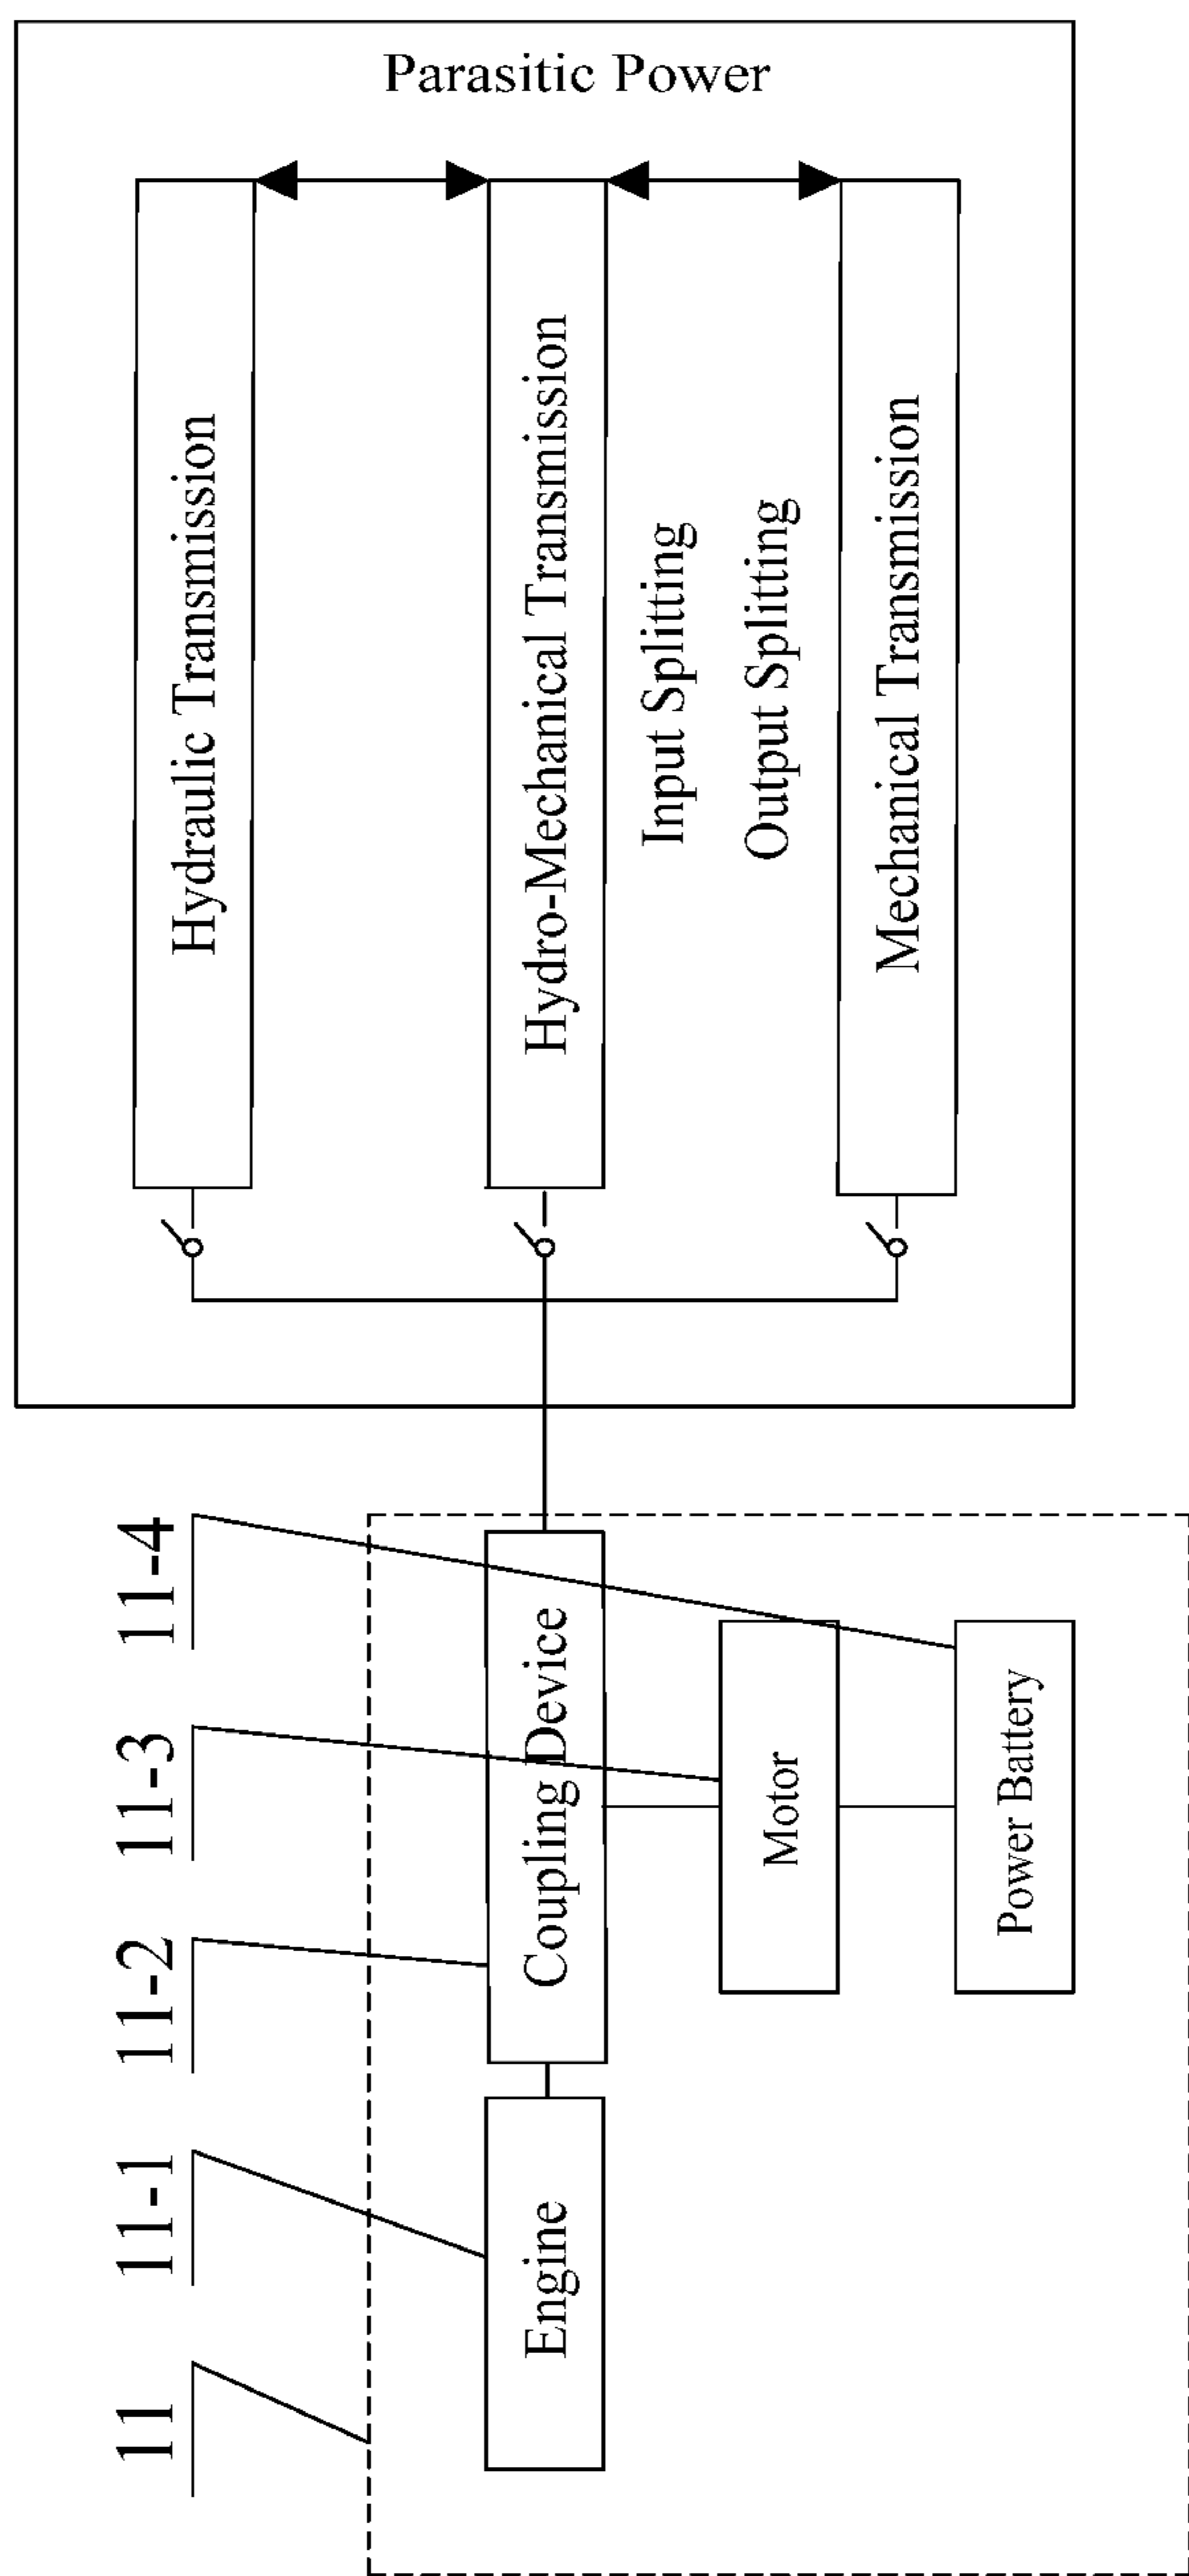 Parasitic Power
Hydraulic Transmission
Hydro-Mechanical Transmission
Input Splitting
Output Splitting
Mechanical Transmission
11-4
11-3
11-2
11-1
11
Coupling Device
Motor
Power Battery
Engine